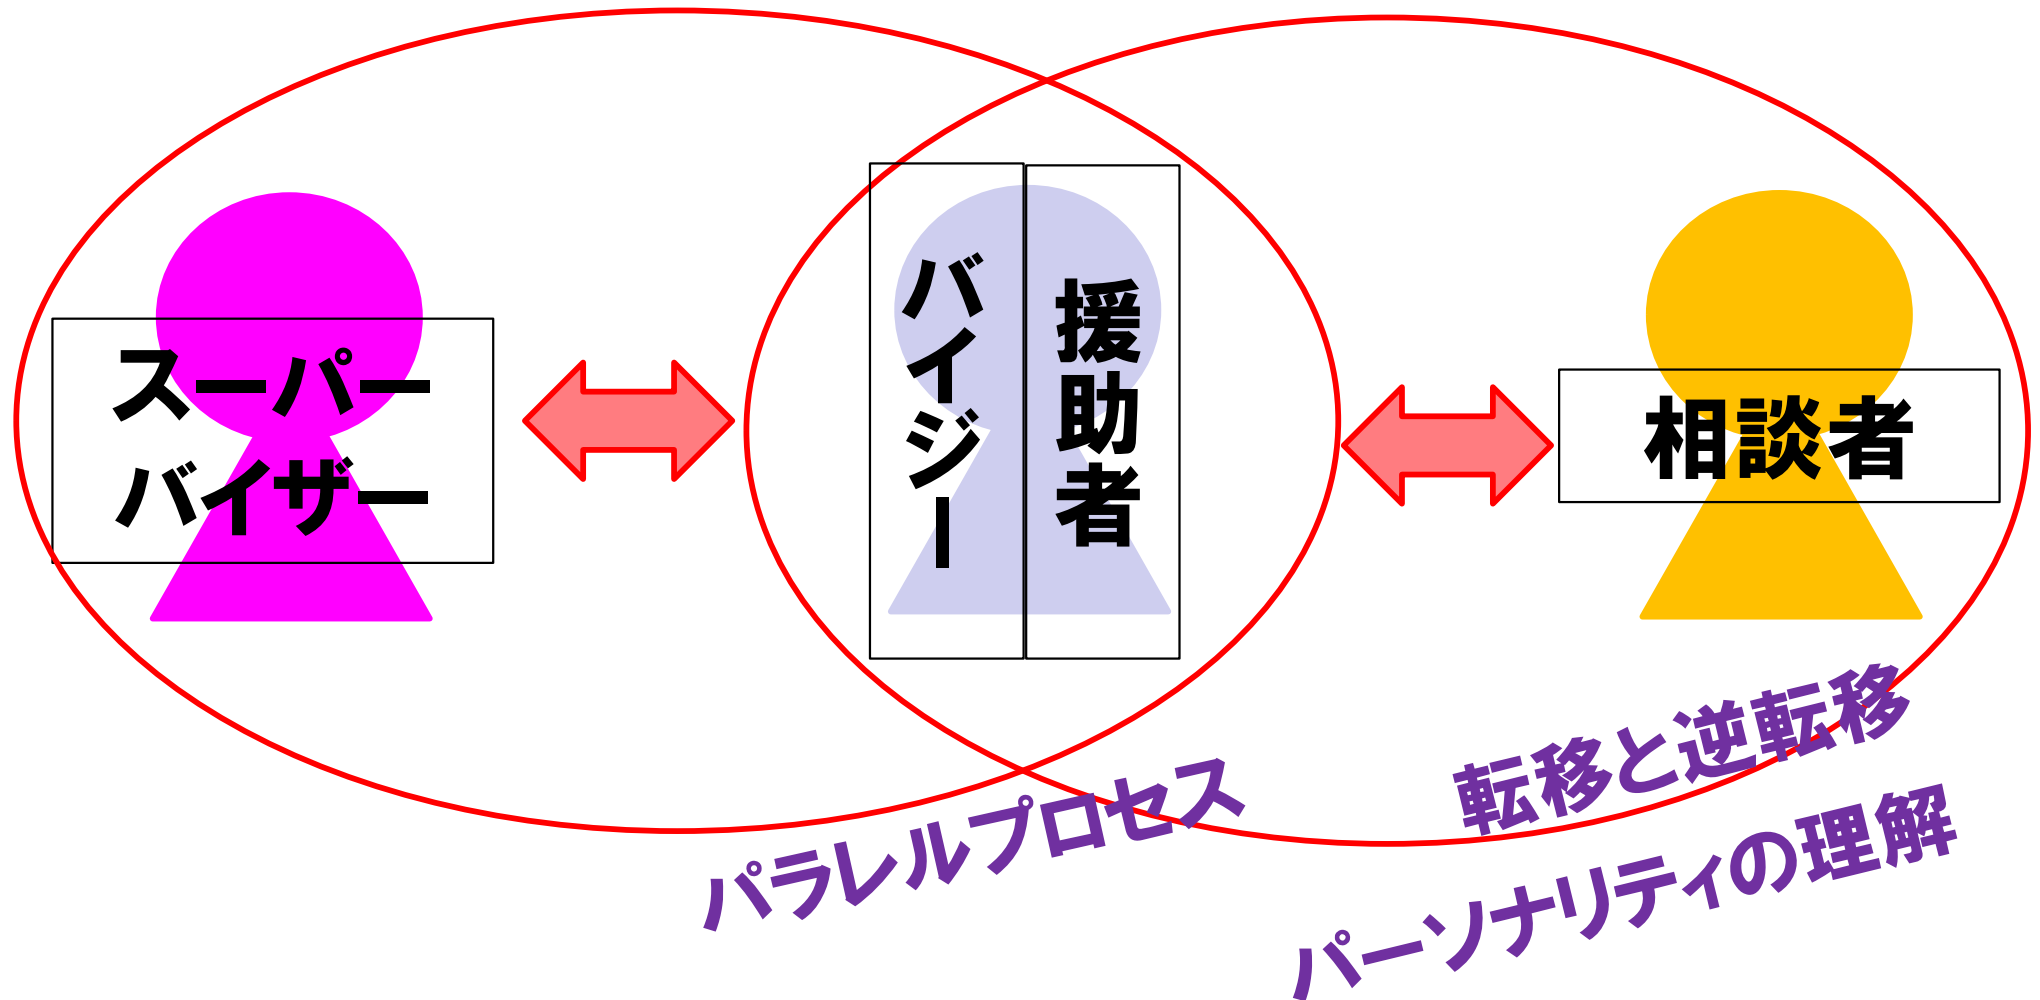 スーパー
バイザー
バイジー
援助者
相談者
転移と逆転移
パラレルプロセス
パーソナリティの理解